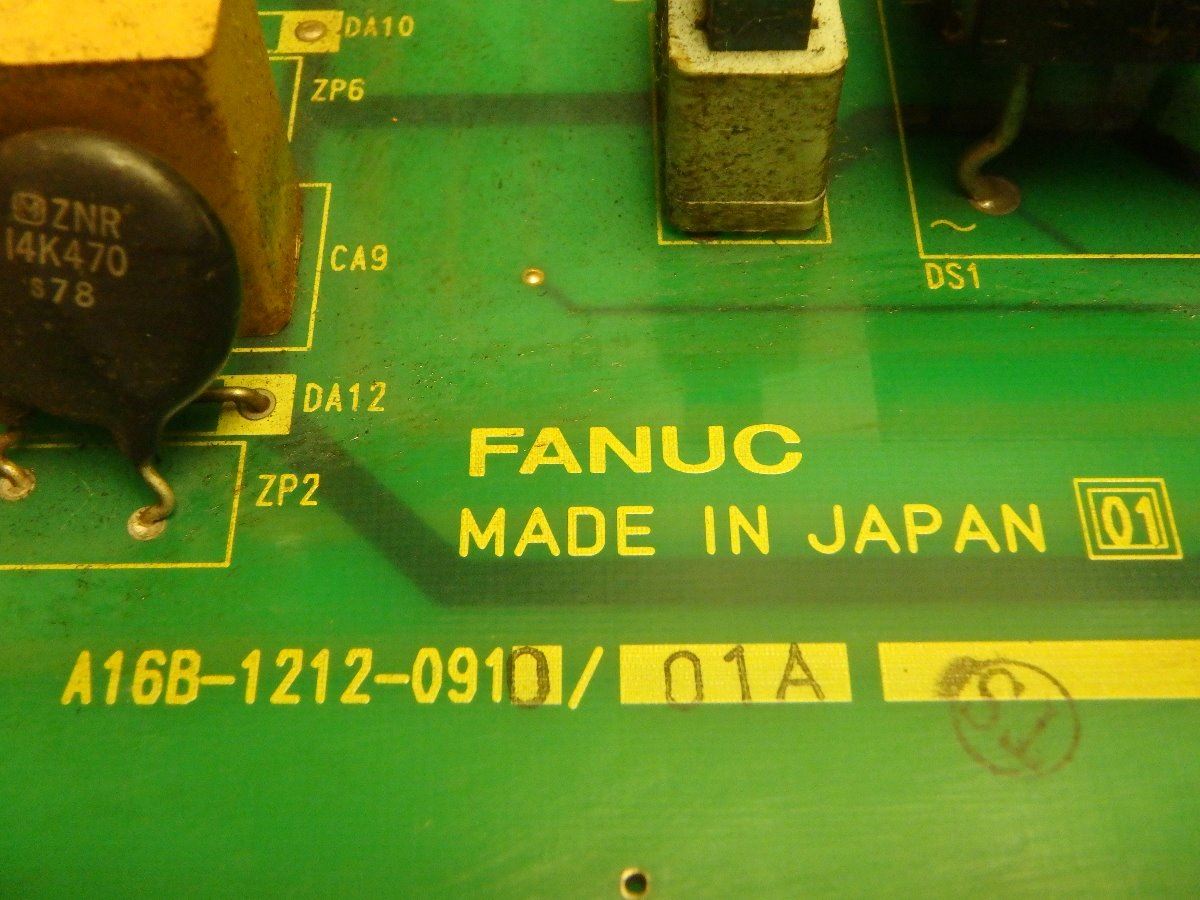 DA10
ZP6
ZNR
14K470
S78
CA9
~
DS1
DA12
ZP2
FANUC
MADE IN JAPAN 01
A16B-1212-0910/ 01A